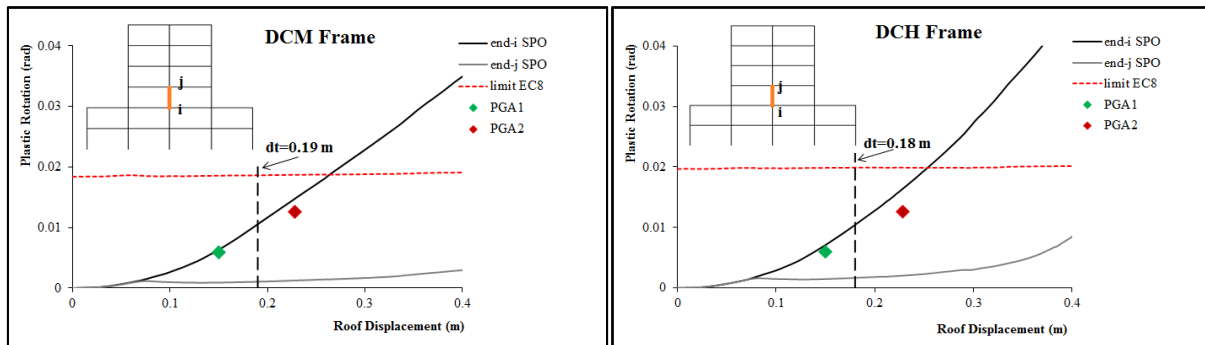 DCM Frame
Plastic Rotation (rad)
0.04
0.03
0.02
0.01
0
0
0.1
0.2
0.3
0.4
Roof Displacement (m)
j
i
dt=0.19 m
end-i SPO
end-j SPO
limit EC8
PGA1
PGA2
DCH Frame
Plastic Rotation (rad)
0.04
0.03
0.02
0.01
0
0
0.1
0.2
0.3
0.4
Roof Displacement (m)
j
i
dt=0.18 m
end-i SPO
end-j SPO
limit EC8
PGA1
PGA2